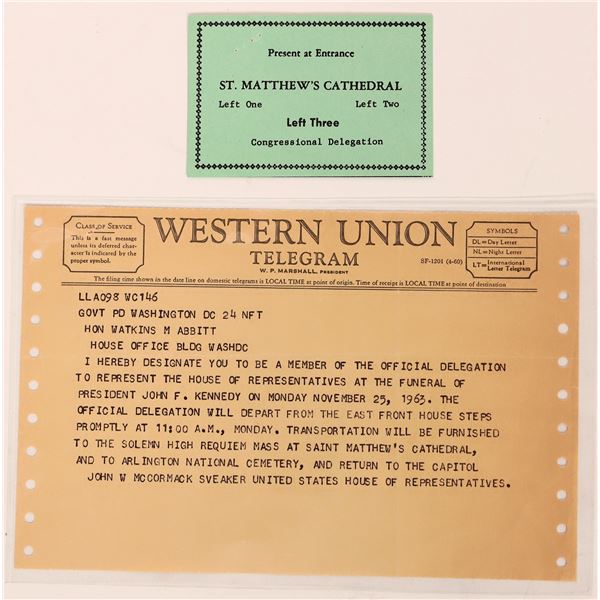 Present at Entrance
ST. MATTHEW'S CATHEDRAL
Left One Left Two
Left Three
Congressional Delegation
CLASS OF SERVICE
This is a fast message
unless its deferred char-
acter is indicated by the
proper symbol.
WESTERN UNION
TELEGRAM
W. P. MARSHALL, PRESIDENT
SF-1201 (4-60)
SYMBOLS
DL=Day Letter
NL=Night Letter
LT=International Letter Telegram
The filing time shown in the date line on domestic telegrams is LOCAL TIME at point of origin. Time of receipt is LOCAL TIME at point of destination
LLA098 WC146
GOVT PD WASHINGTON DC 24 NFT
HON WATKINS M ABBITT
HOUSE OFFICE BLDG WASHDC
I HEREBY DESIGNATE YOU TO BE A MEMBER OF THE OFFICIAL DELEGATION
TO REPRESENT THE HOUSE OF REPRESENTATIVES AT THE FUNERAL OF
PRESIDENT JOHN F. KENNEDY ON MONDAY NOVEMBER 25, 1963. THE
OFFICIAL DELEGATION WILL DEPART FROM THE EAST FRONT HOUSE STEPS
PROMPTLY AT 11:00 A.M., MONDAY. TRANSPORTATION WILL BE FURNISHED
TO THE SOLEMN HIGH REQUIEM MASS AT SAINT MATTHEW'S CATHEDRAL,
AND TO ARLINGTON NATIONAL CEMETERY, AND RETURN TO THE CAPITOL
JOHN W MCCORMACK SVEAKER UNITED STATES HOUSE OF REPRESENTATIVES.